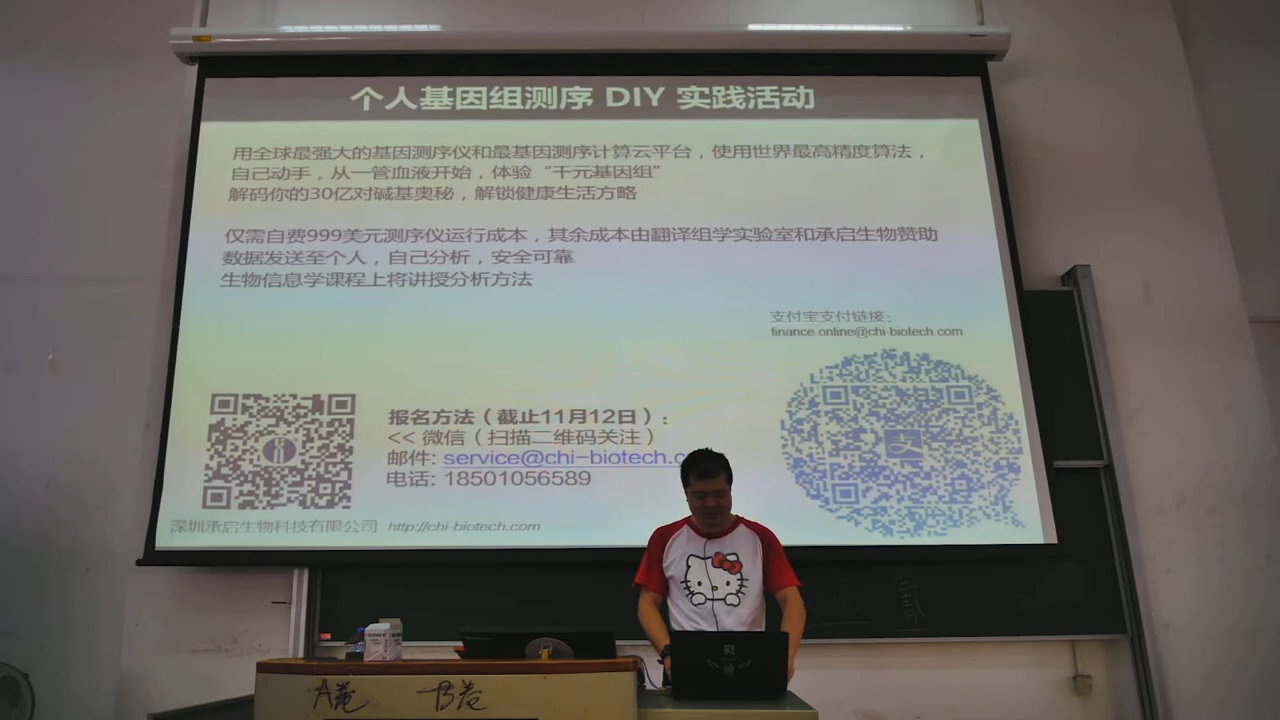 个人基因组测序 DIY 实践活动
用全球最强大的基因测序仪和最基因测序计算云平台，使用世界最高精度算法，
自己动手，从一管血液开始，体验“千元基因组”
解码你的30亿对碱基奥秘，解锁健康生活方略
仅需自费999美元测序仪运行成本，其余成本由翻译组学实验室和承启生物赞助
数据发送至个人，自己分析，安全可靠
生物信息学课程上将讲授分析方法
支付宝支付链接：
finance online@chi-biotech.com
报名方法（截止11月12日）：
<< 微信（扫描二维码关注）
邮件: service@chi-biotech.c
电话: 18501056589
深圳承启生物科技有限公司 http://chi-biotech.com
支
A卷 B卷